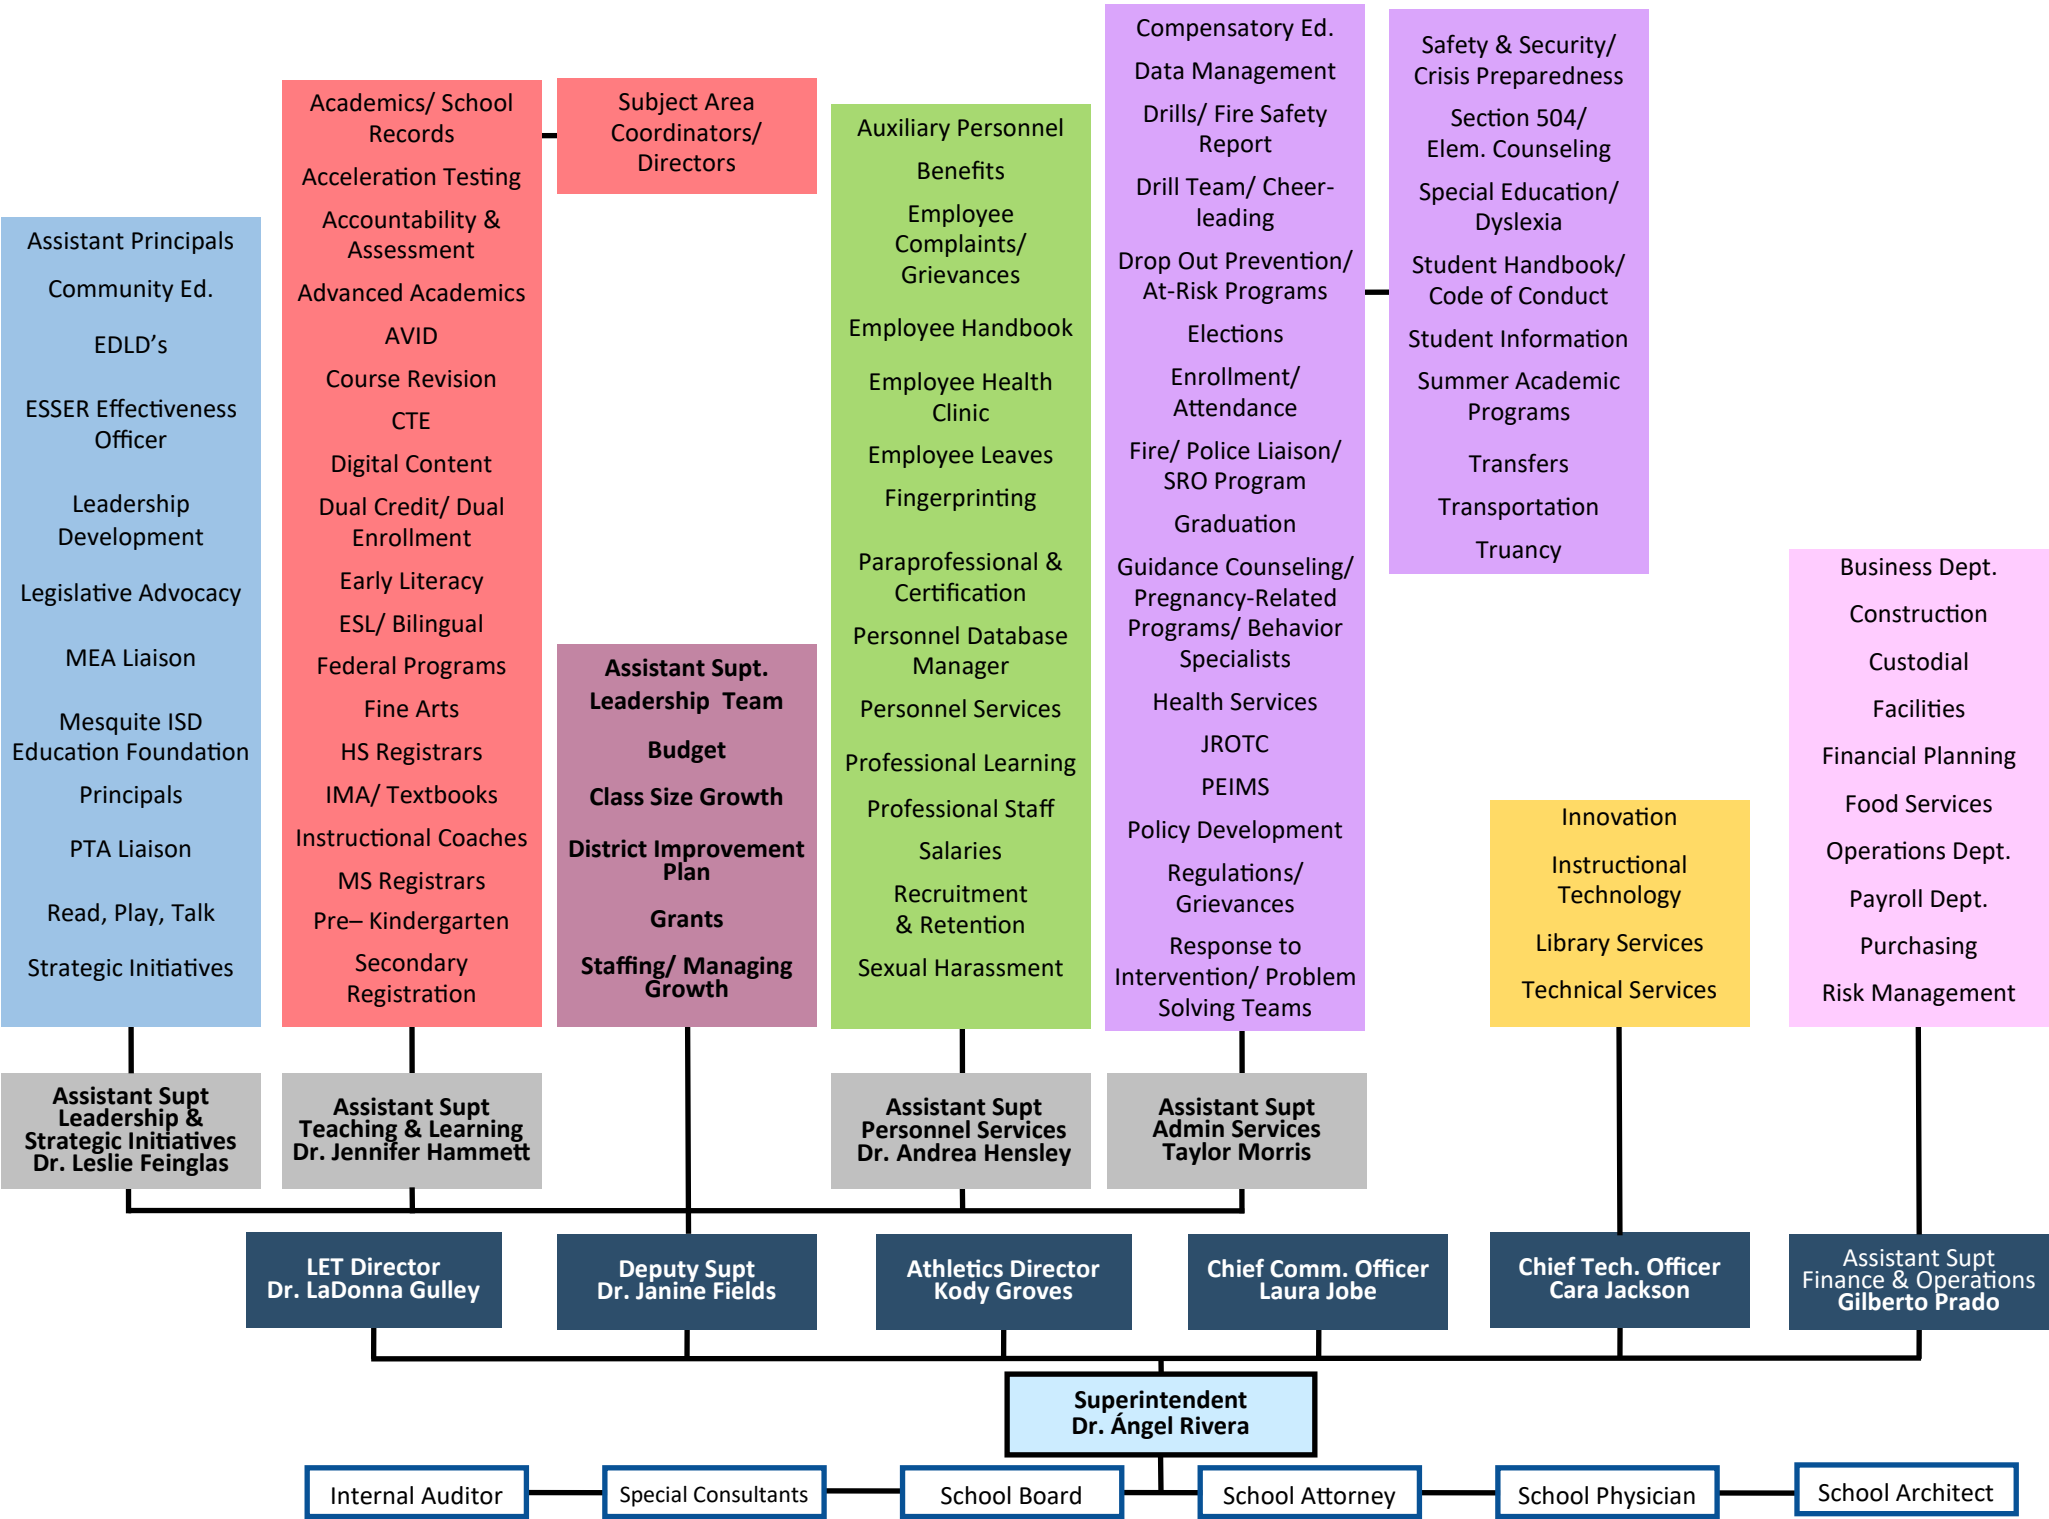 Assistant Principals
Community Ed.
EDLD’s
ESSER Effectiveness
Officer
Leadership
Development
Legislative Advocacy
MEA Liaison
Mesquite ISD
Education Foundation
Principals
PTA Liaison
Read, Play, Talk
Strategic Initiatives
Academics/ School
Records
Acceleration Testing
Accountability &
Assessment
Advanced Academics
AVID
Course Revision
CTE
Digital Content
Dual Credit/ Dual
Enrollment
Early Literacy
ESL/ Bilingual
Federal Programs
Fine Arts
HS Registrars
IMA/ Textbooks
Instructional Coaches
MS Registrars
Pre– Kindergarten
Secondary
Registration
Subject Area
Coordinators/
Directors
Assistant Supt.
Leadership Team
Budget
Class Size Growth
District Improvement
Plan
Grants
Staffing/ Managing
Growth
Auxiliary Personnel
Benefits
Employee
Complaints/
Grievances
Employee Handbook
Employee Health
Clinic
Employee Leaves
Fingerprinting
Paraprofessional &
Certification
Personnel Database
Manager
Personnel Services
Professional Learning
Professional Staff
Salaries
Recruitment
& Retention
Sexual Harassment
Compensatory Ed.
Data Management
Drills/ Fire Safety
Report
Drill Team/ Cheer-
leading
Drop Out Prevention/
At-Risk Programs
Elections
Enrollment/
Attendance
Fire/ Police Liaison/
SRO Program
Graduation
Guidance Counseling/
Pregnancy-Related
Programs/ Behavior
Specialists
Health Services
JROTC
PEIMS
Policy Development
Regulations/
Grievances
Response to
Intervention/ Problem
Solving Teams
Safety & Security/
Crisis Preparedness
Section 504/
Elem. Counseling
Special Education/
Dyslexia
Student Handbook/
Code of Conduct
Student Information
Summer Academic
Programs
Transfers
Transportation
Truancy
Innovation
Instructional
Technology
Library Services
Technical Services
Business Dept.
Construction
Custodial
Facilities
Financial Planning
Food Services
Operations Dept.
Payroll Dept.
Purchasing
Risk Management
Assistant Supt
Leadership &
Strategic Initiatives
Dr. Leslie Feinglas
Assistant Supt
Teaching & Learning
Dr. Jennifer Hammett
Assistant Supt
Personnel Services
Dr. Andrea Hensley
Assistant Supt
Admin Services
Taylor Morris
LET Director
Dr. LaDonna Gulley
Deputy Supt
Dr. Janine Fields
Athletics Director
Kody Groves
Chief Comm. Officer
Laura Jobe
Chief Tech. Officer
Cara Jackson
Assistant Supt
Finance & Operations
Gilberto Prado
Superintendent
Dr. Ángel Rivera
Internal Auditor
Special Consultants
School Board
School Attorney
School Physician
School Architect